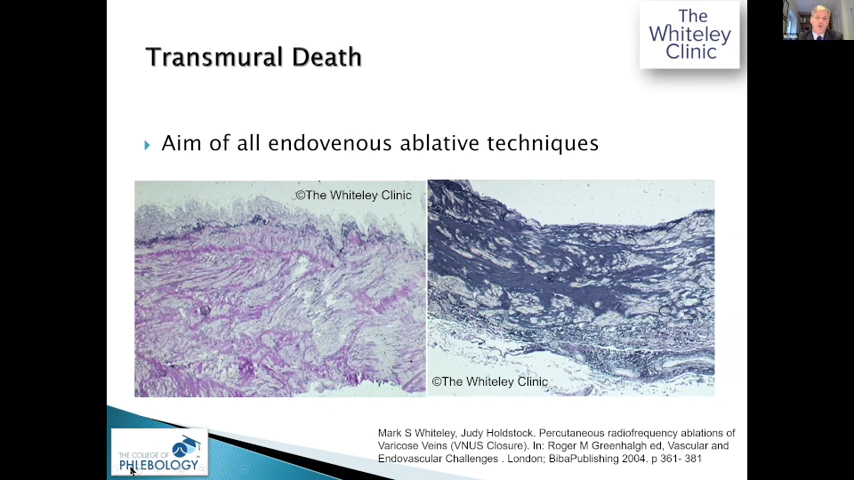 Transmural Death
The
Whiteley
Clinic
Aim of all endovenous ablative techniques
©The Whiteley Clinic
©The Whiteley Clinic
Mark S Whiteley, Judy Holdstock. Percutaneous radiofrequency ablations of
Varicose Veins (VNUS Closure). In: Roger M Greenhalgh ed, Vascular and
Endovascular Challenges . London; BibaPublishing 2004. p 361- 381
THE COLLEGE OF
PHLEBOLOGY